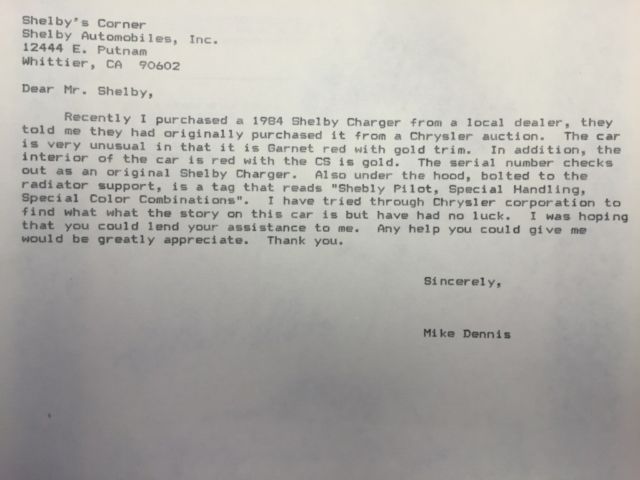 Shelby's Corner
Shelby Automobiles, Inc.
12444 E. Putnam
Whittier, CA 90602
Dear Mr. Shelby,
Recently I purchased a 1984 Shelby Charger from a local dealer, they
told me they had originally purchased it from a Chrysler auction. The car
is very unusual in that it is Garnet red with gold trim. In addition, the
interior of the car is red with the CS is gold. The serial number checks
out as an original Shelby Charger. Also under the hood, bolted to the
radiator support, is a tag that reads "Shebly Pilot, Special Handling,
Special Color Combinations". I have tried through Chrysler corporation to
find what what the story on this car is but have had no luck. I was hoping
that you could lend your assistance to me. Any help you could give me
would be greatly appreciate. Thank you.
Sincerely,
Mike Dennis